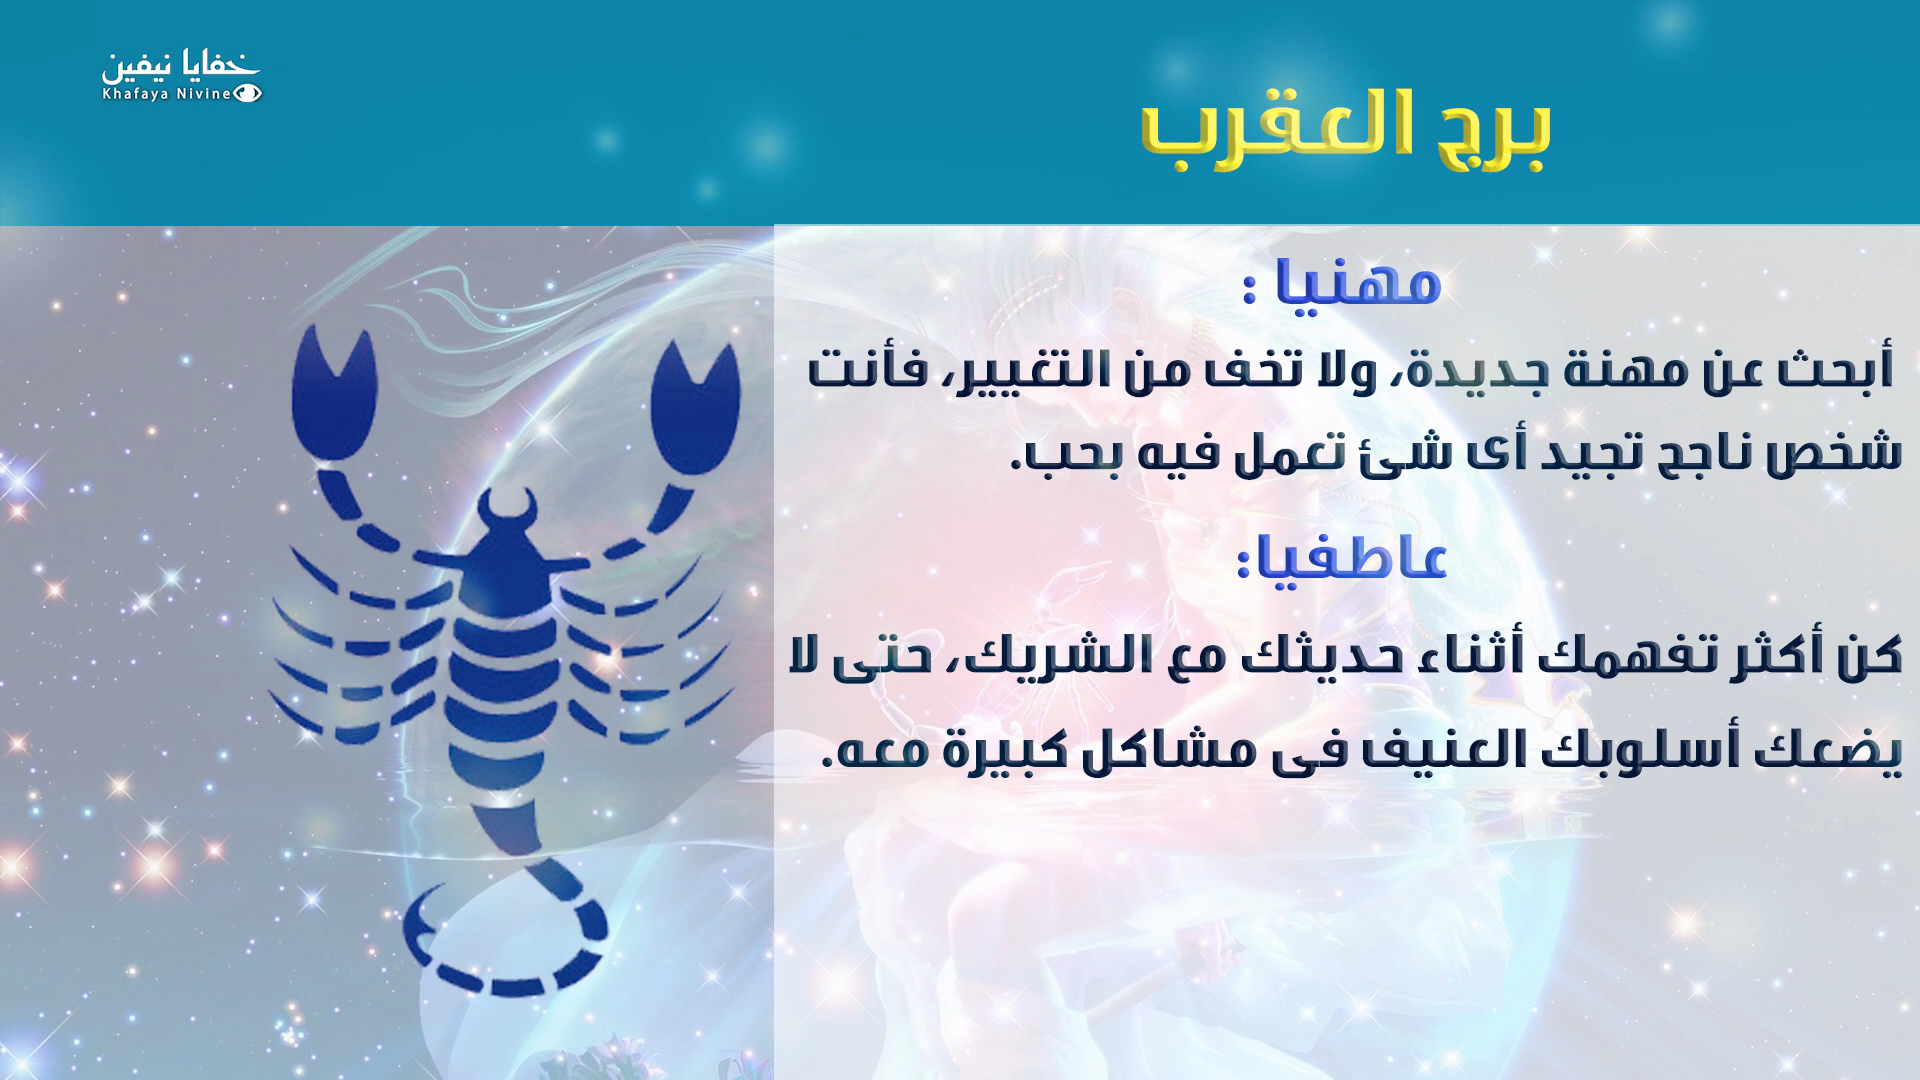 خفايا نيفين
Khafaya Nivine
برج العقرب
مهنيا :
أبحث عن مهنة جديدة، ولا تخف من التغيير، فأنت
شخص ناجح تجيد أى شئ تعمل فيه بحب.
عاطفيا:
كن أكثر تفهمك أثناء حديثك مع الشريك، حتى لا
يضعك أسلوبك العنيف فى مشاكل كبيرة معه.